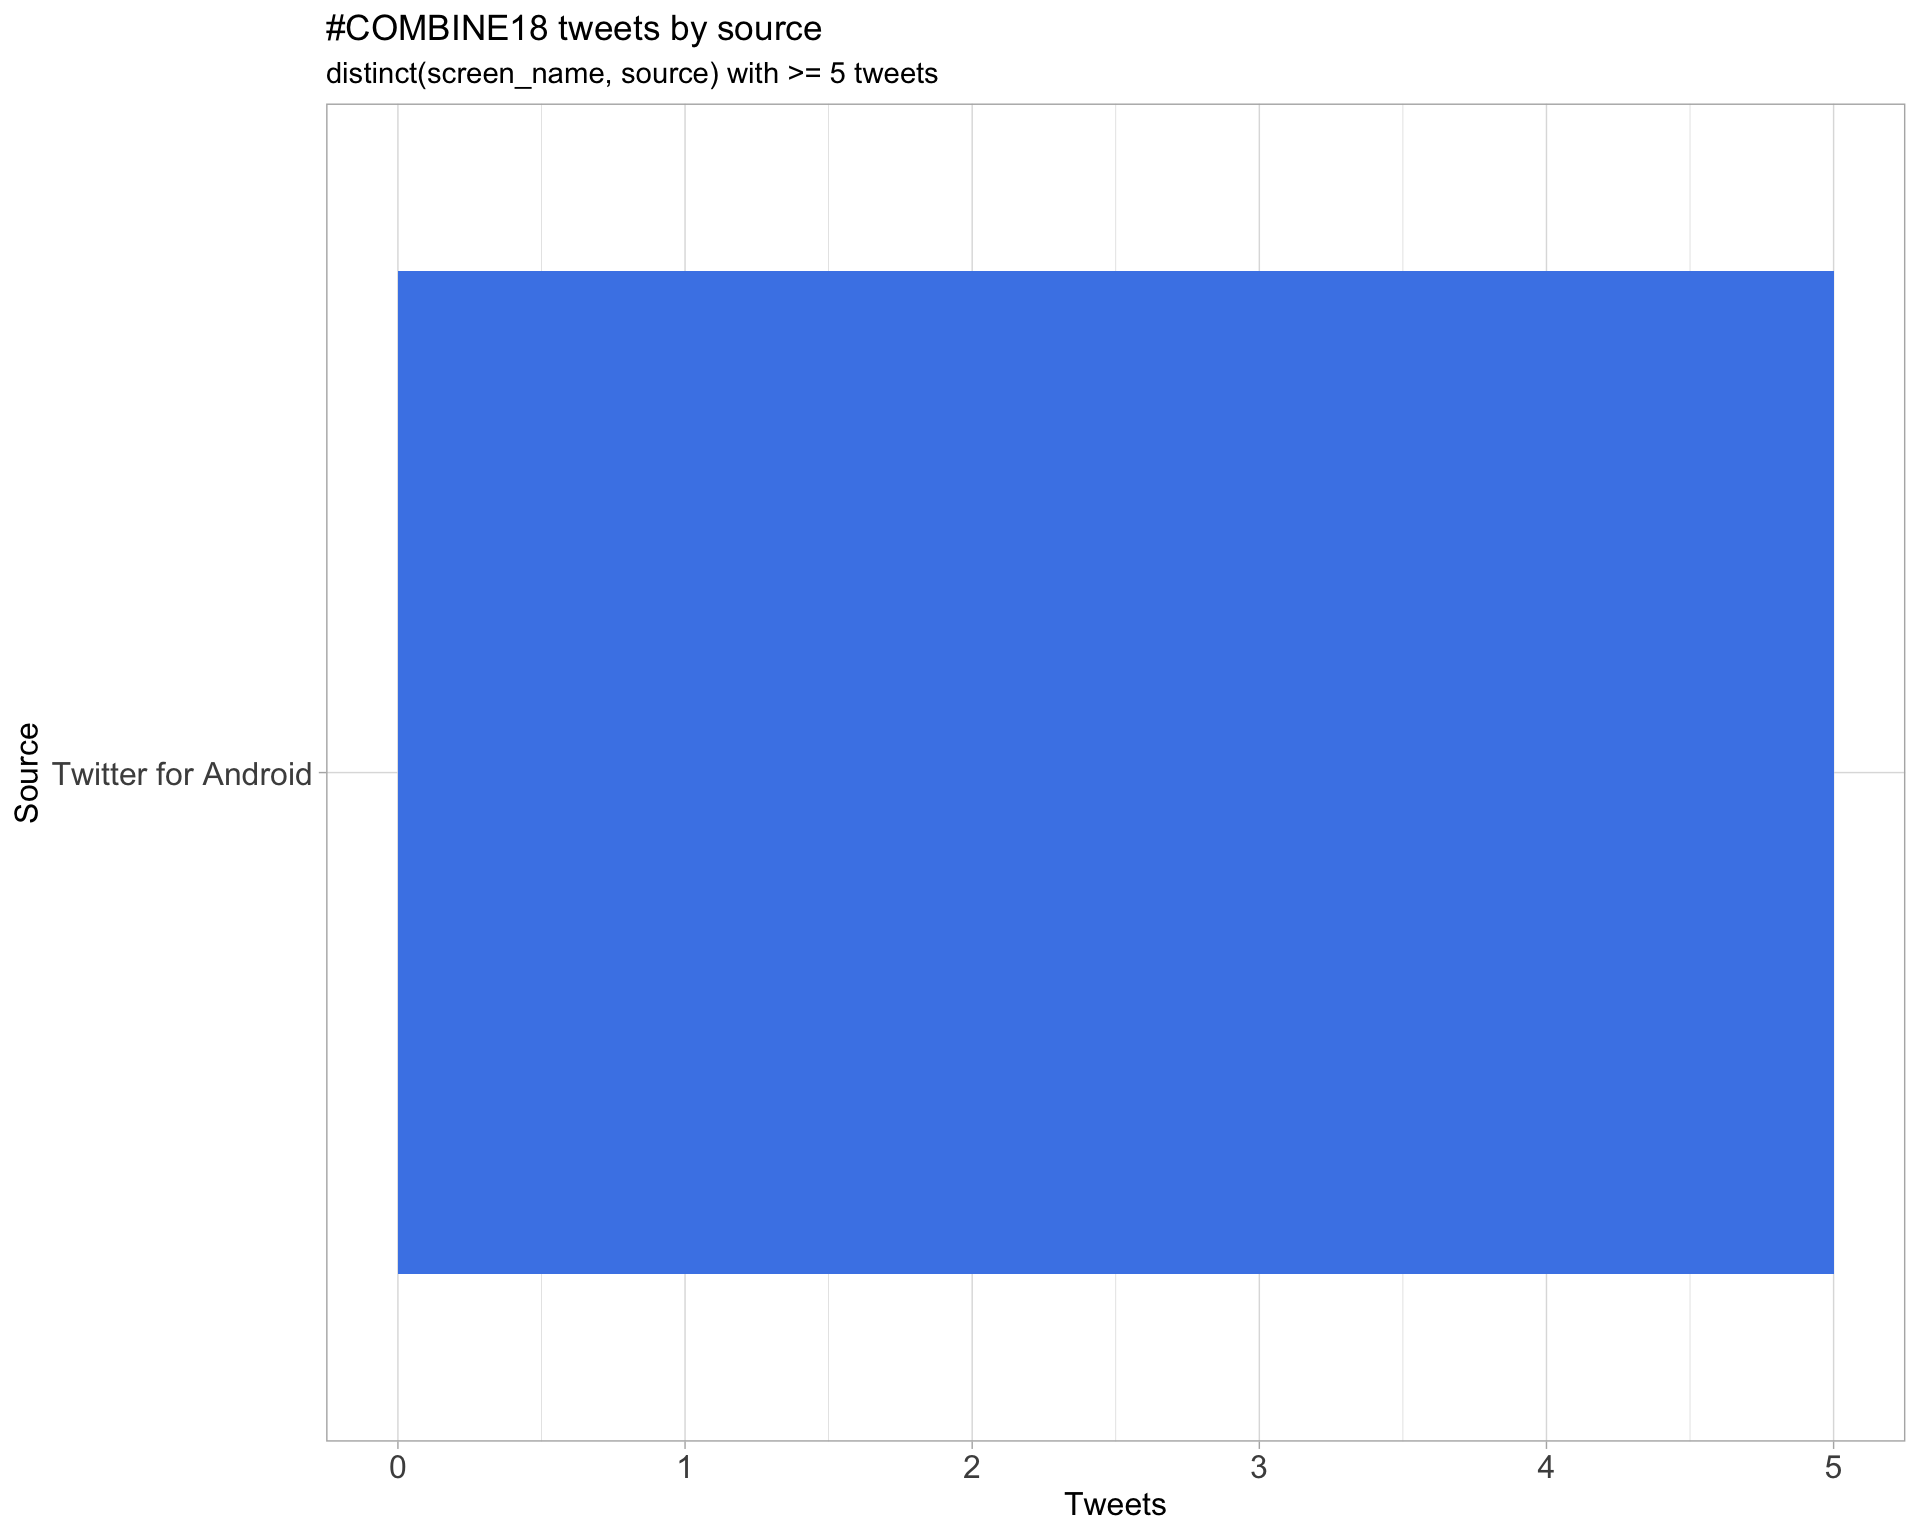 #COMBINE18 tweets by source
distinct(screen_name, source) with >= 5 tweets
Source
Twitter for Android
0 1 2 3 4 5
Tweets